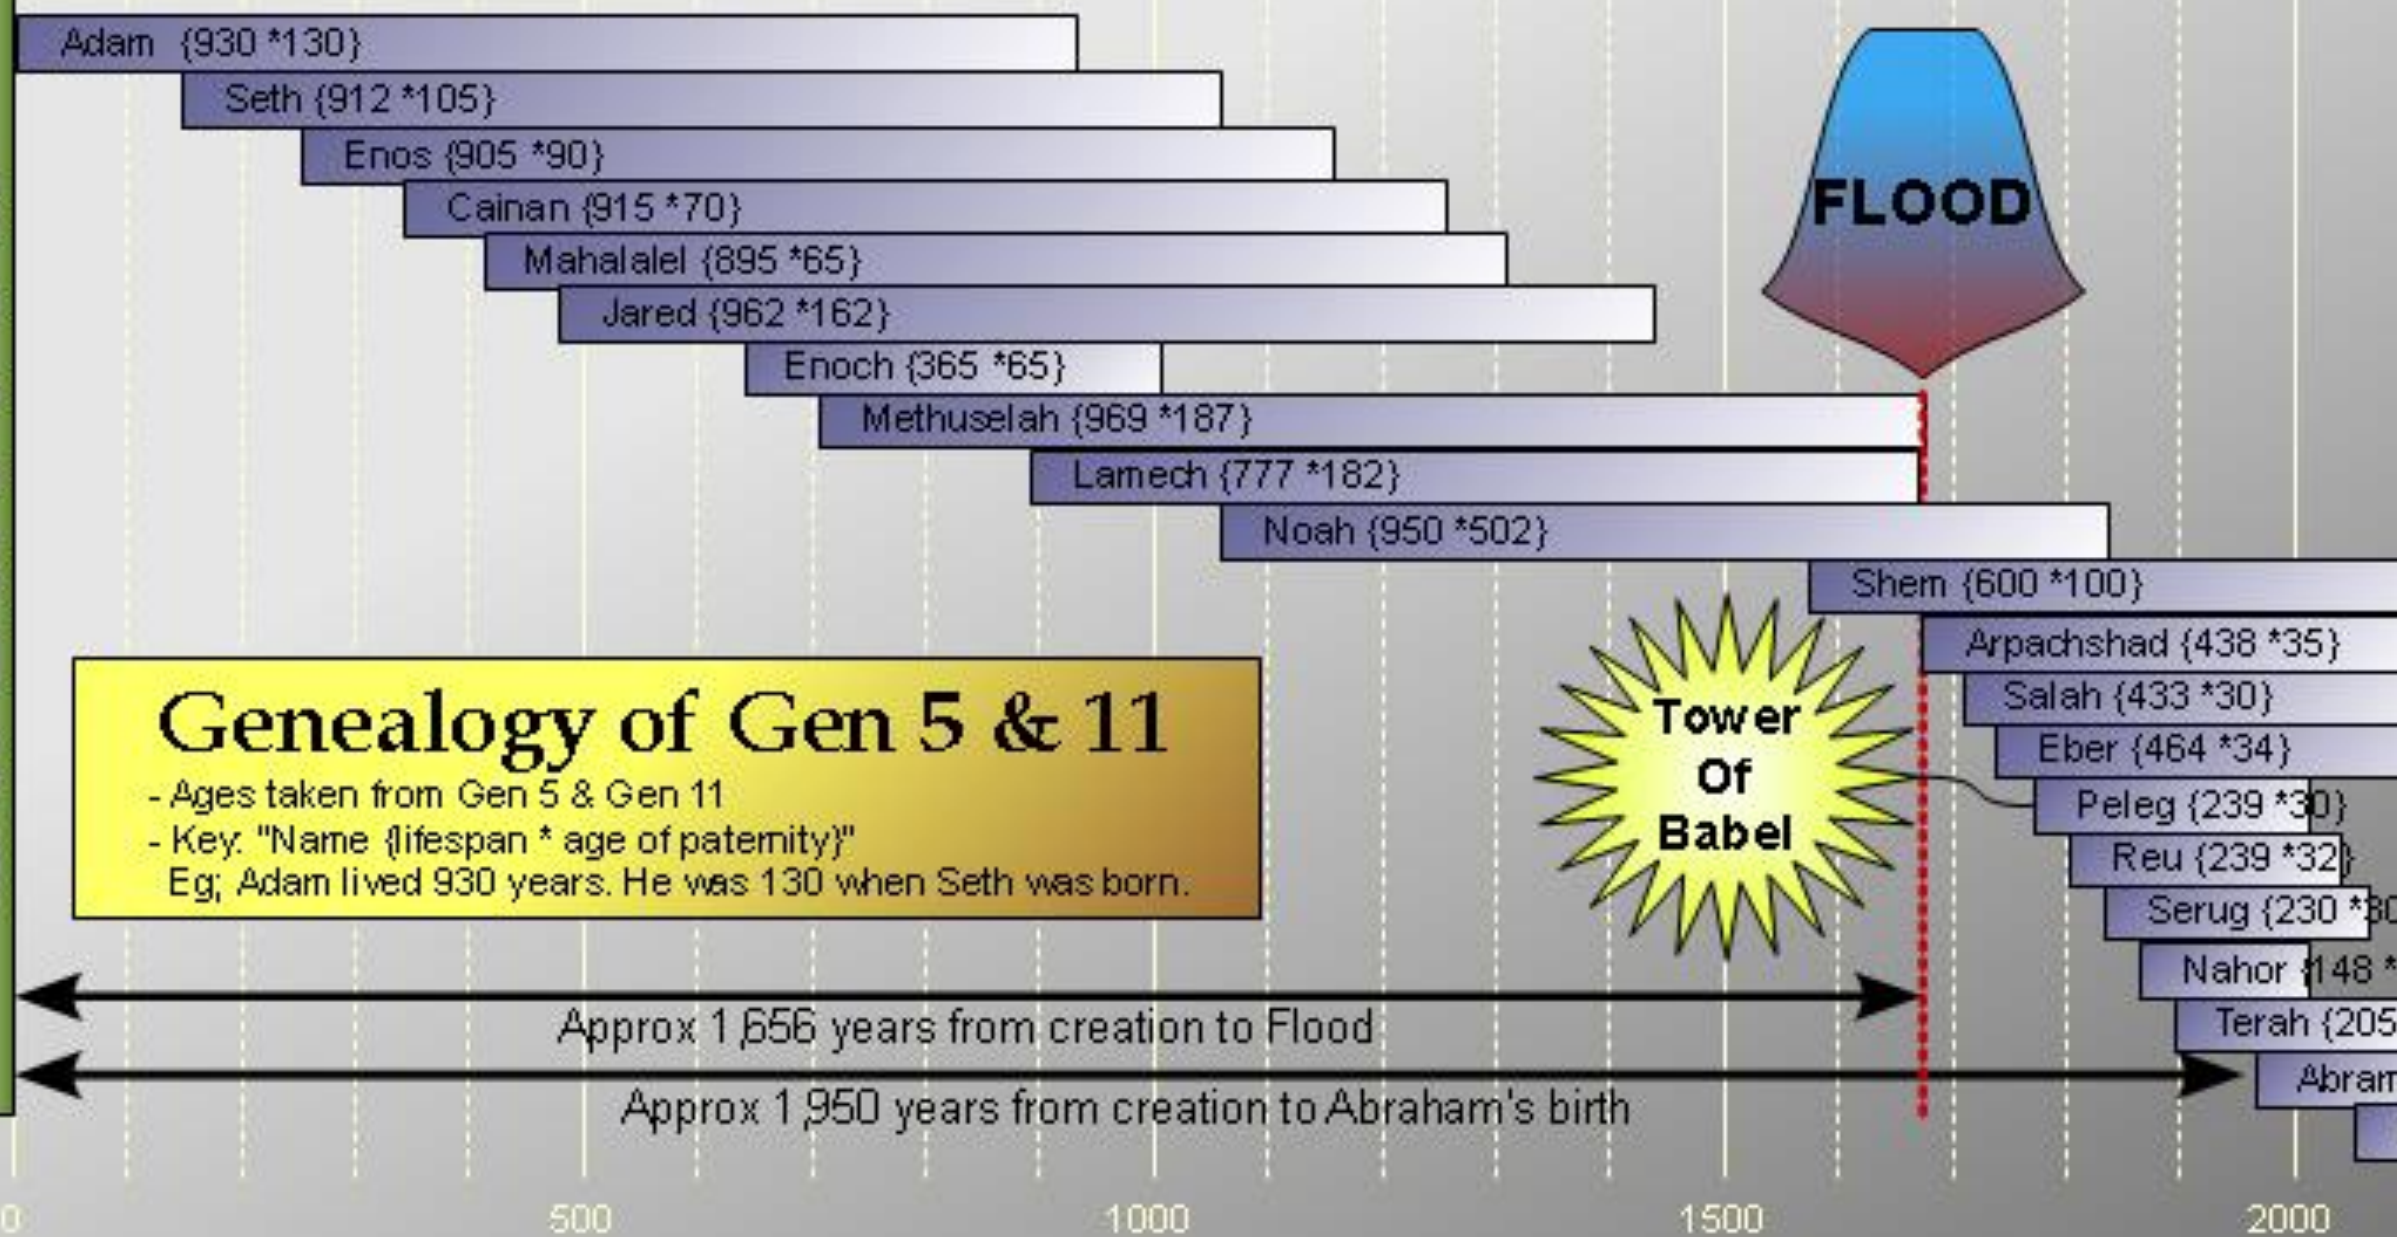 Adam {930 *130}
Seth {912 *105}
Enos {905 *90}
Cainan {915 *70}
Mahalalel {895 *65}
Jared {962 *162}
Enoch {365 *65}
Methuselah {969 *187}
Lamech {777 *182}
Noah {950 *502}
Shem {600 *100}
Arpachshad {438 *35}
Salah {433 *30}
Eber {464 *34}
Peleg {239 *30}
Reu {239 *32}
Serug {230 *30
Nahor {148 *
Terah {205
Abram
FLOOD
Tower
Of
Babel
Genealogy of Gen 5 & 11
- Ages taken from Gen 5 & Gen 11
- Key: "Name {lifespan * age of paternity}"
Eg; Adam lived 930 years. He was 130 when Seth was born.
Approx 1,656 years from creation to Flood
Approx 1,950 years from creation to Abraham's birth
0 500 1000 1500 2000